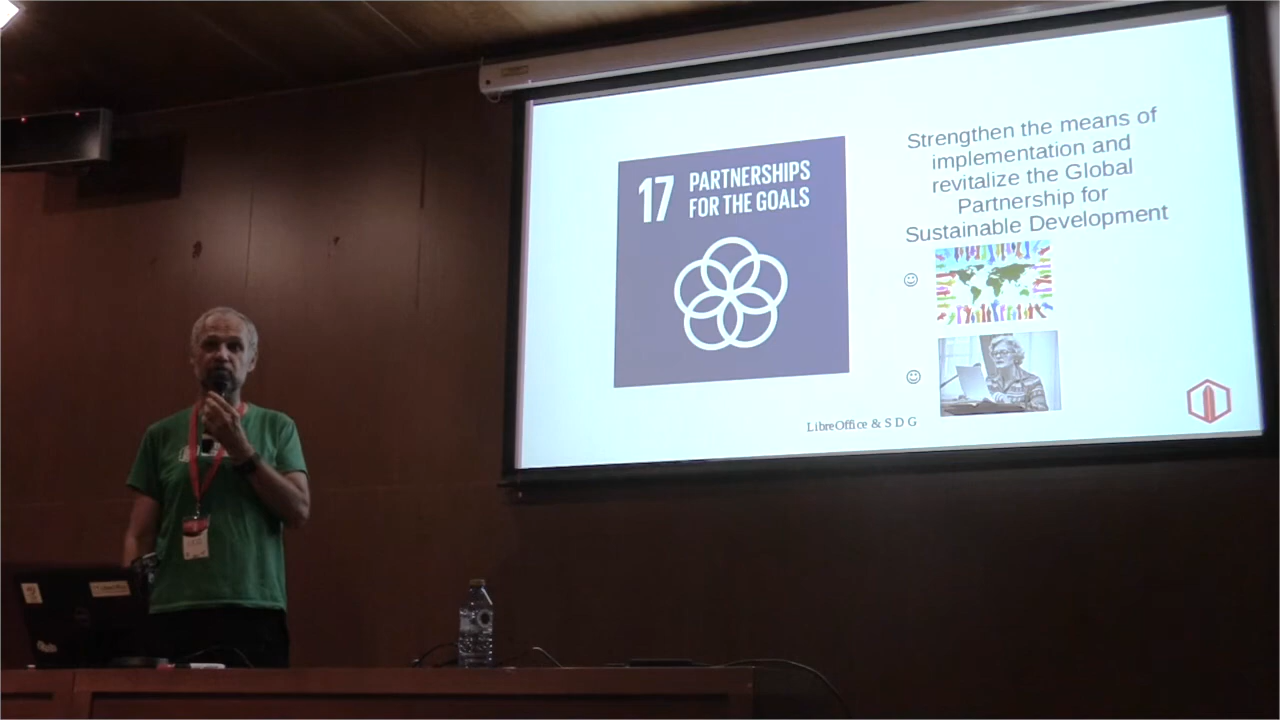 17 PARTNERSHIPS
FOR THE GOALS
Strengthen the means of
implementation and
revitalize the Global
Partnership for
Sustainable Development
LibreOffice & S D G